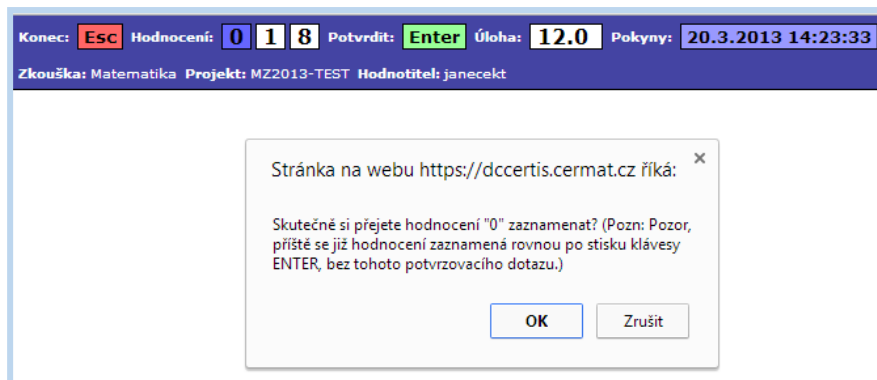 Konec: Esc Hodnocení: 0 1 8 Potvrdit: Enter Úloha: 12.0 Pokyny: 20.3.2013 14:23:33
Zkouška: Matematika Projekt: MZ2013-TEST Hodnotitel: janecekt
Stránka na webu https://dccertis.cermat.cz říká:
×
Skutečně si přejete hodnocení "0" zaznamenat? (Pozn: Pozor,
příště se již hodnocení zaznamená rovnou po stisku klávesy
ENTER, bez tohoto potvrzovacího dotazu.)
OK Zrušit